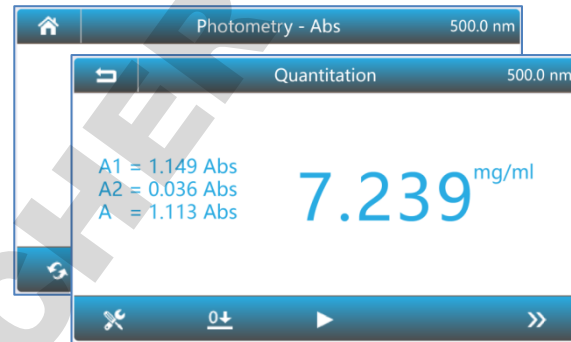 Photometry - Abs 500.0 nm
Quantitation 500.0 nm
A1 = 1.149 Abs
A2 = 0.036 Abs
A = 1.113 Abs
7.239 mg/ml
0
CHER